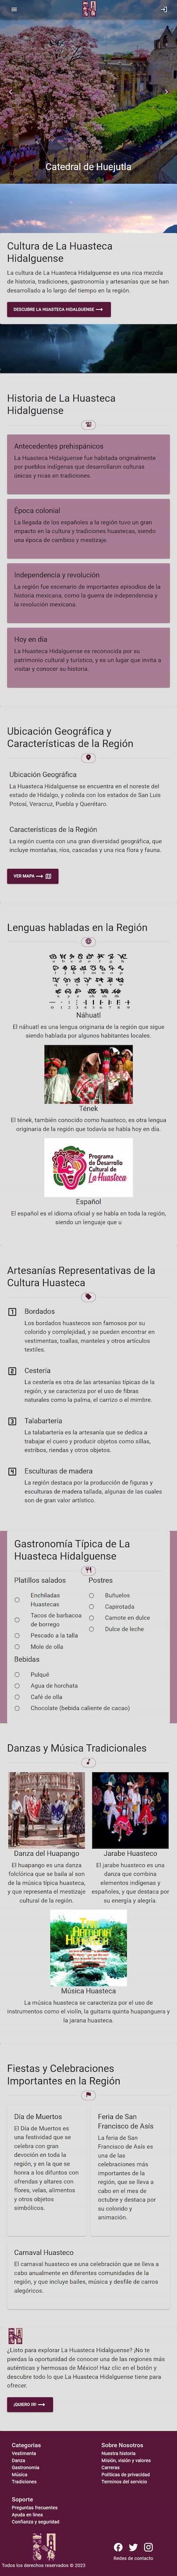 Catedral de Huejutla
Cultura de La Huasteca
Hidalguense
La cultura de La Huasteca Hidalguense es una rica mezcla
de historia, tradiciones, gastronomía y artesanías que se han
desarrollado a lo largo del tiempo en la región.
DESCUBRE LA HUASTECA HIDALGUENSE
Historia de La Huasteca
Hidalguense
Antecedentes prehispánicos
La Huasteca Hidalguense fue habitada originalmente
por pueblos indígenas que desarrollaron culturas
únicas y ricas en tradiciones.
Época colonial
La llegada de los españoles a la región tuvo un gran
impacto en la cultura y tradiciones huastecas, siendo
una época de cambios y mestizaje.
Independencia y revolución
La región fue escenario de importantes episodios de la
historia mexicana, como la guerra de independencia y
la revolución mexicana.
Hoy en día
La Huasteca Hidalguense es reconocida por su
patrimonio cultural y turístico, y es un lugar que invita a
visitar y conocer su historia.
Ubicación Geográfica y
Características de la Región
Ubicación Geográfica
La Huasteca Hidalguense se encuentra en el noreste del
estado de Hidalgo, y colinda con los estados de San Luis
Potosí, Veracruz, Puebla y Querétaro.
Características de la Región
La región cuenta con una gran diversidad geográfica, que
incluye montañas, ríos, cascadas y una rica flora y fauna.
VER MAPA
Lenguas habladas en la Región
Náhuatl
El náhuatl es una lengua originaria de la región que sigue
siendo hablada por algunos habitantes locales.
Tének
El tének, también conocido como huasteco, es otra lengua
originaria de la región que todavía se habla hoy en día.
Programa
de Desarrollo
Cultural de
La Huasteca
Español
El español es el idioma oficial y se habla en toda la región,
siendo un lenguaje que u
Artesanías Representativas de la
Cultura Huasteca
1 Bordados
Los bordados huastecos son famosos por su
colorido y complejidad, y se pueden encontrar en
vestimentas, toallas, manteles y otros artículos
textiles.
2 Cestería
La cestería es otra de las artesanías típicas de la
región, y se caracteriza por el uso de fibras
naturales como la palma, el carrizo o el mimbre.
3 Talabartería
La talabartería es la artesanía que se dedica a
trabajar el cuero y producir objetos como sillas,
estribos, riendas y otros objetos.
4 Esculturas de madera
La región destaca por la producción de figuras y
esculturas de madera tallada, algunas de las cuales
son de gran valor artístico.
Gastronomía Típica de La
Huasteca Hidalguense
Platillos salados
Enchiladas
Huastecas
Tacos de barbacoa
de borrego
Pescado a la talla
Mole de olla
Postres
Buñuelos
Capirotada
Camote en dulce
Dulce de leche
Bebidas
Pulqué
Agua de horchata
Café de olla
Chocolate (bebida caliente de cacao)
Danzas y Música Tradicionales
Danza del Huapango
El huapango es una danza
folclórica que se baila al son
de la música típica huasteca,
y que representa el mestizaje
cultural de la región.
Jarabe Huasteco
El jarabe huasteco es una
danza que combina
elementos indígenas y
españoles, y que destaca por
su energía y alegría.
Música Huasteca
La música huasteca se caracteriza por el uso de
instrumentos como el violín, la guitarra quinta huapanguera y
la jarana huasteca.
Fiestas y Celebraciones
Importantes en la Región
Día de Muertos
El Día de Muertos es
una festividad que se
celebra con gran
devoción en toda la
región, y en la que se
honra a los difuntos con
ofrendas y altares con
flores, velas, alimentos
y otros objetos
simbólicos.
Feria de San
Francisco de Asís
La feria de San
Francisco de Asís es
una de las
celebraciones más
importantes de la
región, que se lleva a
cabo en el mes de
octubre y destaca por
su colorido y
animación.
Carnaval Huasteco
El carnaval huasteco es una celebración que se lleva a
cabo anualmente en diferentes comunidades de la
región, y que incluye bailes, música y desfile de carros
alegóricos.
¿Listo para explorar La Huasteca Hidalguense? ¡No te
pierdas la oportunidad de conocer una de las regiones más
auténticas y hermosas de México! Haz clic en el botón y
descubre todo lo que La Huasteca Hidalguense tiene para
ofrecer.
¡QUIERO IR!
Categorías
Vestimenta
Danza
Gastronomía
Música
Tradiciones
Sobre Nosotros
Nuestra historia
Misión, visión y valores
Carreras
Políticas de privacidad
Terminos del servicio
Soporte
Preguntas frecuentes
Ayuda en línea
Confianza y seguridad
Redes de contacto
Todos los derechos reservados © 2023